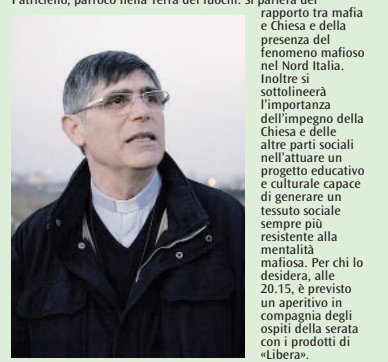 Patriciello, parroco nella Terra dei fuochi. Si parlerà del
rapporto tra mafia
e Chiesa e della
presenza del
fenomeno mafioso
nel Nord Italia.
Inoltre si
sottolineerà
l'importanza
dell'impegno della
Chiesa e delle
altre parti sociali
nell'attuare un
progetto educativo
e culturale capace
di generare un
tessuto sociale
sempre più
resistente alla
mentalità
mafiosa. Per chi lo
desidera, alle
20.15, è previsto
un aperitivo in
compagnia degli
ospiti della serata
con i prodotti di
«Libera».